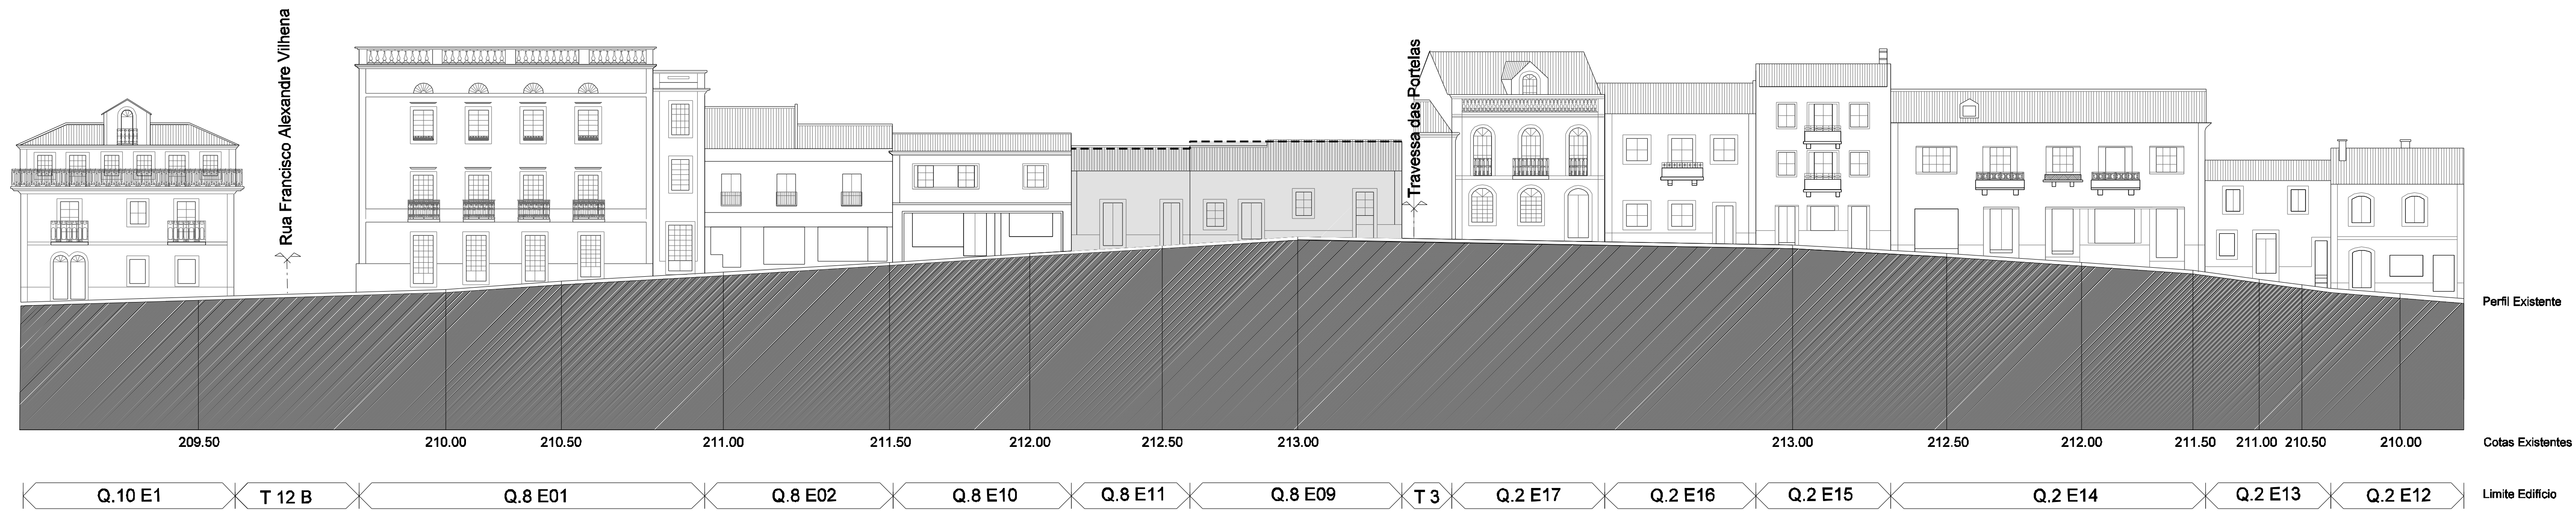 Rua Francisco Alexandre Vilhena
Travessa das Portelas
Perfil Existente
209.50 210.00 210.50 211.00 211.50 212.00 212.50 213.00 213.00 212.50 212.00 211.50 211.00 210.50 210.00 Cotas Existentes
Q.10 E1 T 12 B Q.8 E01 Q.8 E02 Q.8 E10 Q.8 E11 Q.8 E09 T 3 Q.2 E17 Q.2 E16 Q.2 E15 Q.2 E14 Q.2 E13 Q.2 E12 Limite Edifício